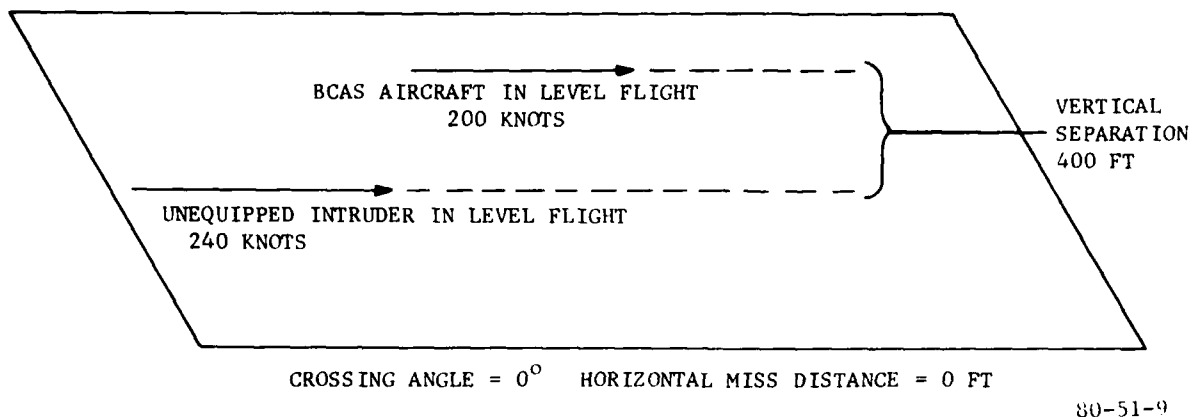 BCAS AIRCRAFT IN LEVEL FLIGHT
200 KNOTS
VERTICAL
SEPARATION
400 FT
UNEQUIPPED INTRUDER IN LEVEL FLIGHT
240 KNOTS
CROSSING ANGLE = 0° HORIZONTAL MISS DISTANCE = 0 FT
80-51-9